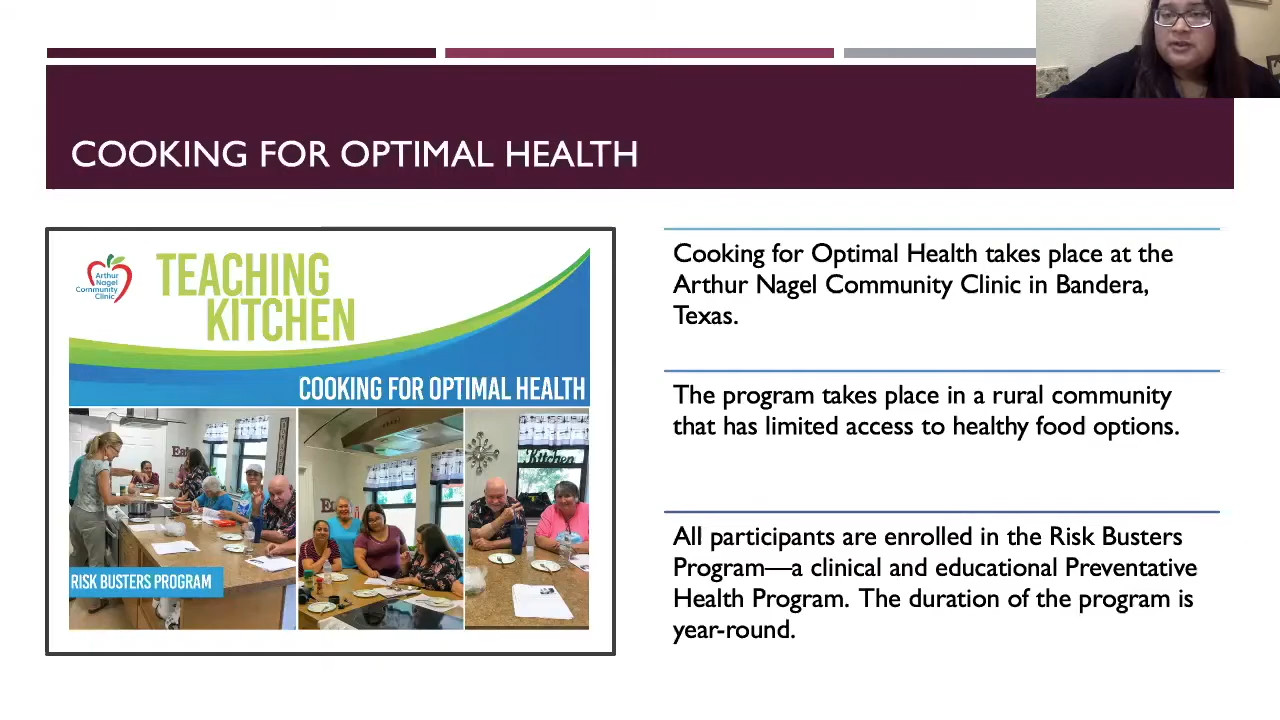 COOKING FOR OPTIMAL HEALTH
Arthur
Nagel
Community
Clinic
TEACHING
KITCHEN
COOKING FOR OPTIMAL HEALTH
Eat
Kitchen
RISK BUSTERS PROGRAM
Cooking for Optimal Health takes place at the
Arthur Nagel Community Clinic in Bandera,
Texas.
The program takes place in a rural community
that has limited access to healthy food options.
All participants are enrolled in the Risk Busters
Program—a clinical and educational Preventative
Health Program.  The duration of the program is
year-round.